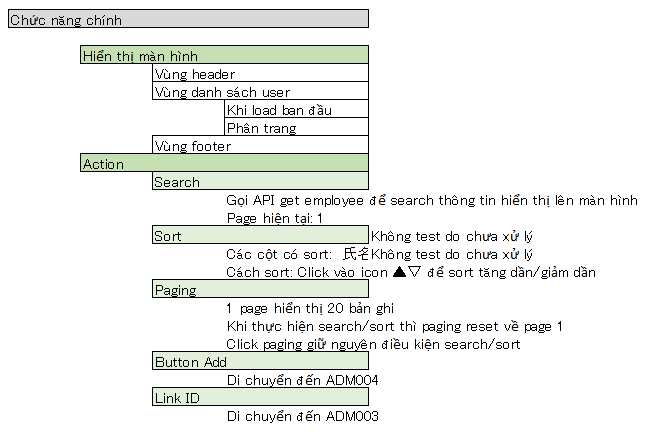 Chức năng chính
Hiển thị màn hình
Vùng header
Vùng danh sách user
Khi load ban đầu
Phân trang
Vùng footer
Action
Search
Gọi API get employee để search thông tin hiển thị lên màn hình
Page hiện tại: 1
Sort Không test do chưa xử lý
Các cột có sort: 氏名 Không test do chưa xử lý
Cách sort: Click vào icon ▲▽ để sort tăng dần/giảm dần
Paging
1 page hiển thị 20 bản ghi
Khi thực hiện search/sort thì paging reset về page 1
Click paging giữ nguyên điều kiện search/sort
Button Add
Di chuyển đến ADM004
Link ID
Di chuyển đến ADM003